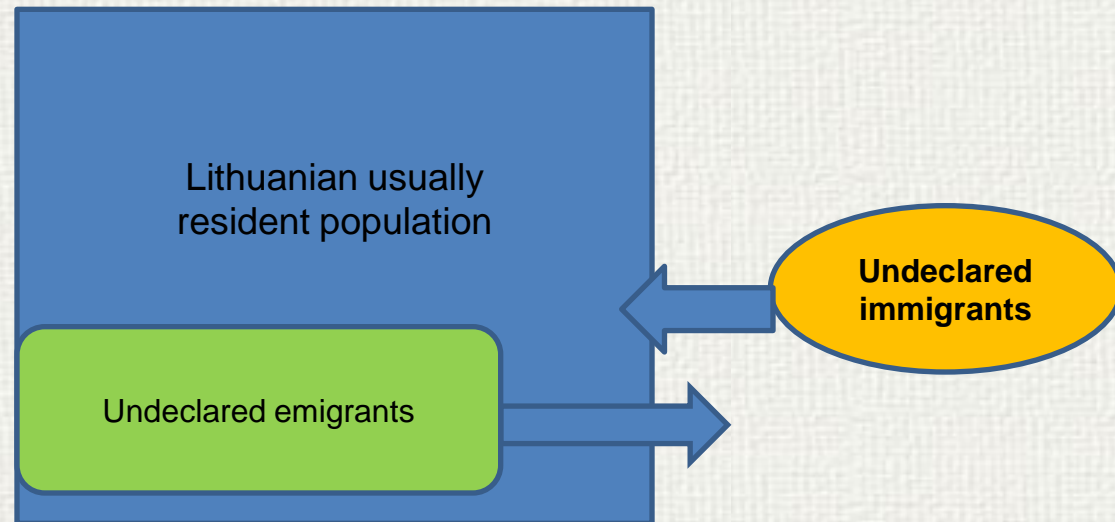 Lithuanian usually
resident population
Undeclared
immigrants
Undeclared emigrants